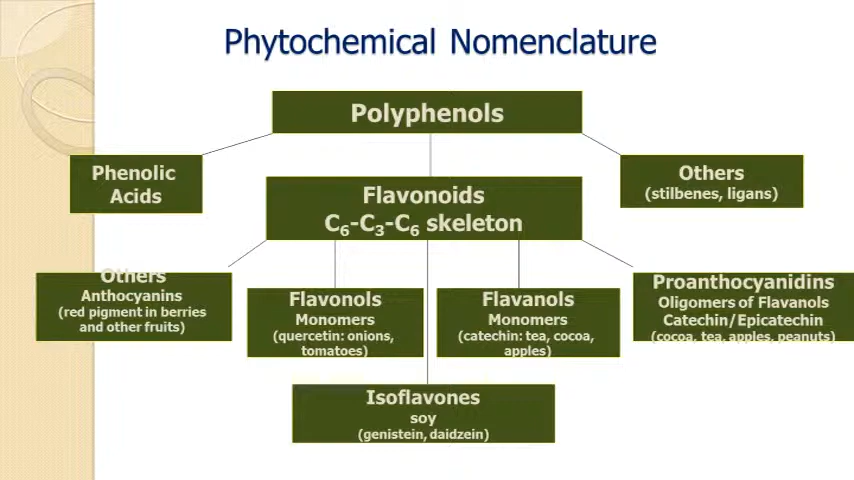 Phytochemical Nomenclature
Polyphenols
Phenolic
Acids
Others
(stilbenes, ligans)
Flavonoids
C6-C3-C6 skeleton
Others
Anthocyanins
(red pigment in berries
and other fruits)
Flavonols
Monomers
(quercetin: onions,
tomatoes)
Flavanols
Monomers
(catechin: tea, cocoa,
apples)
Proanthocyanidins
Oligomers of Flavanols
Catechin/Epicatechin
(cocoa, tea, apples, peanuts)
Isoflavones
soy
(genistein, daidzein)